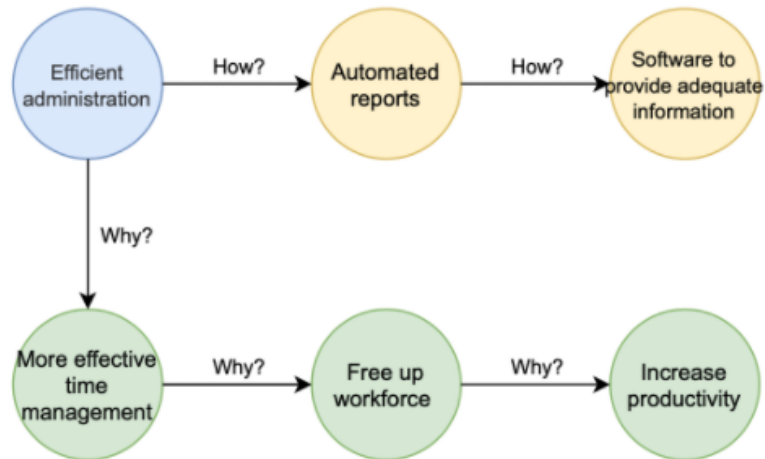 Efficient
administration
How?
Automated
reports
How?
Software to
provide adequate
information
Why?
More effective
time
management
Why?
Free up
workforce
Why?
Increase
productivity